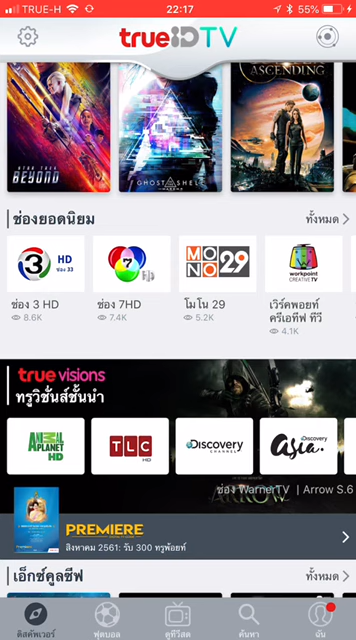 TRUE-H 22:17 55%
trueiD TV
STAR TREK
BEYOND
GHOST SHELL
ASCENDING
ช่องยอดนิยม ทั้งหมด
3 HD ช่อง 33
7 HD
MONO 29
workpoint
CREATIVE TV
ช่อง 3 HD
8.6K
ช่อง 7HD
7.4K
โมโน 29
5.2K
เวิร์คพอยท์
ครีเอทีฟ ทีวี
4.1K
true visions
ทรูวิชั่นส์ชั้นนำ
ANIMAL
PLANET
HD
TLC
HD
Discovery
CHANNEL
Discovery
asia.
ARROW
ช่อง WarnerTV | Arrow S.6
PREMIERE
สิงหาคม 2561: รับ 300 ทรูพ้อยท์
เอ็กซ์คูลซีฟ ทั้งหมด
ดิสคัฟเวอร์ ฟุตบอล ดูทีวีสด ค้นหา ฉัน